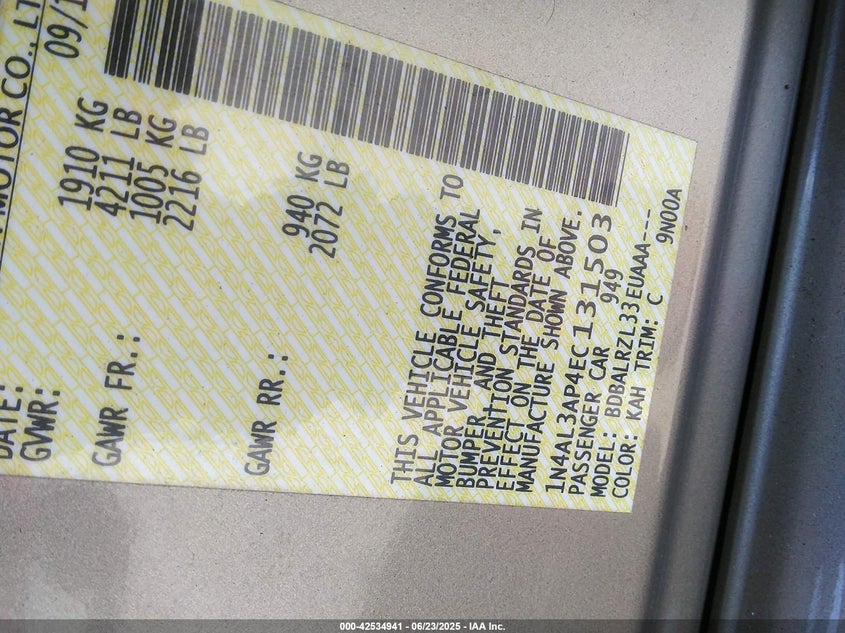 MOTOR CO., LT
DATE: 09/1
GVWR: 1910 KG
4211 LB
GAWR FR.: 1005 KG
2216 LB
GAWR RR.: 940 KG
2072 LB
THIS VEHICLE CONFORMS TO
ALL APPLICABLE FEDERAL
MOTOR VEHICLE SAFETY,
BUMPER, AND THEFT
PREVENTION STANDARDS IN
EFFECT ON THE DATE OF
MANUFACTURE SHOWN ABOVE.
1N4AL3AP4EC131503
PASSENGER CAR 949
MODEL: BDBALRZL33EUAAA---
COLOR: KAH TRIM: C 9N00A
000-42534941 - 06/23/2025 - IAA Inc.